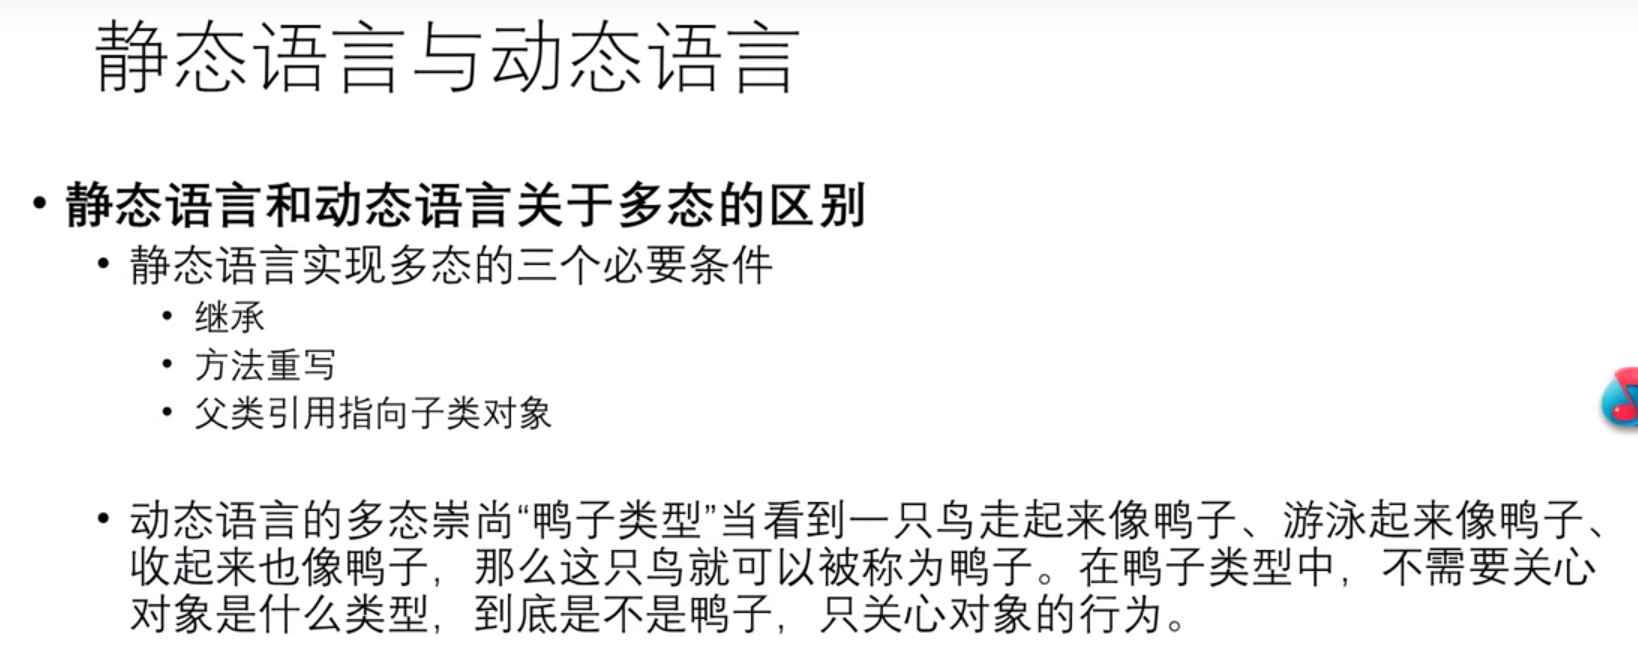 静态语言与动态语言
• 静态语言和动态语言关于多态的区别
• 静态语言实现多态的三个必要条件
• 继承
• 方法重写
• 父类引用指向子类对象
• 动态语言的多态崇尚“鸭子类型”当看到一只鸟走起来像鸭子、游泳起来像鸭子、
收起来也像鸭子，那么这只鸟就可以被称为鸭子。在鸭子类型中，不需要关心
对象是什么类型，到底是不是鸭子，只关心对象的行为。